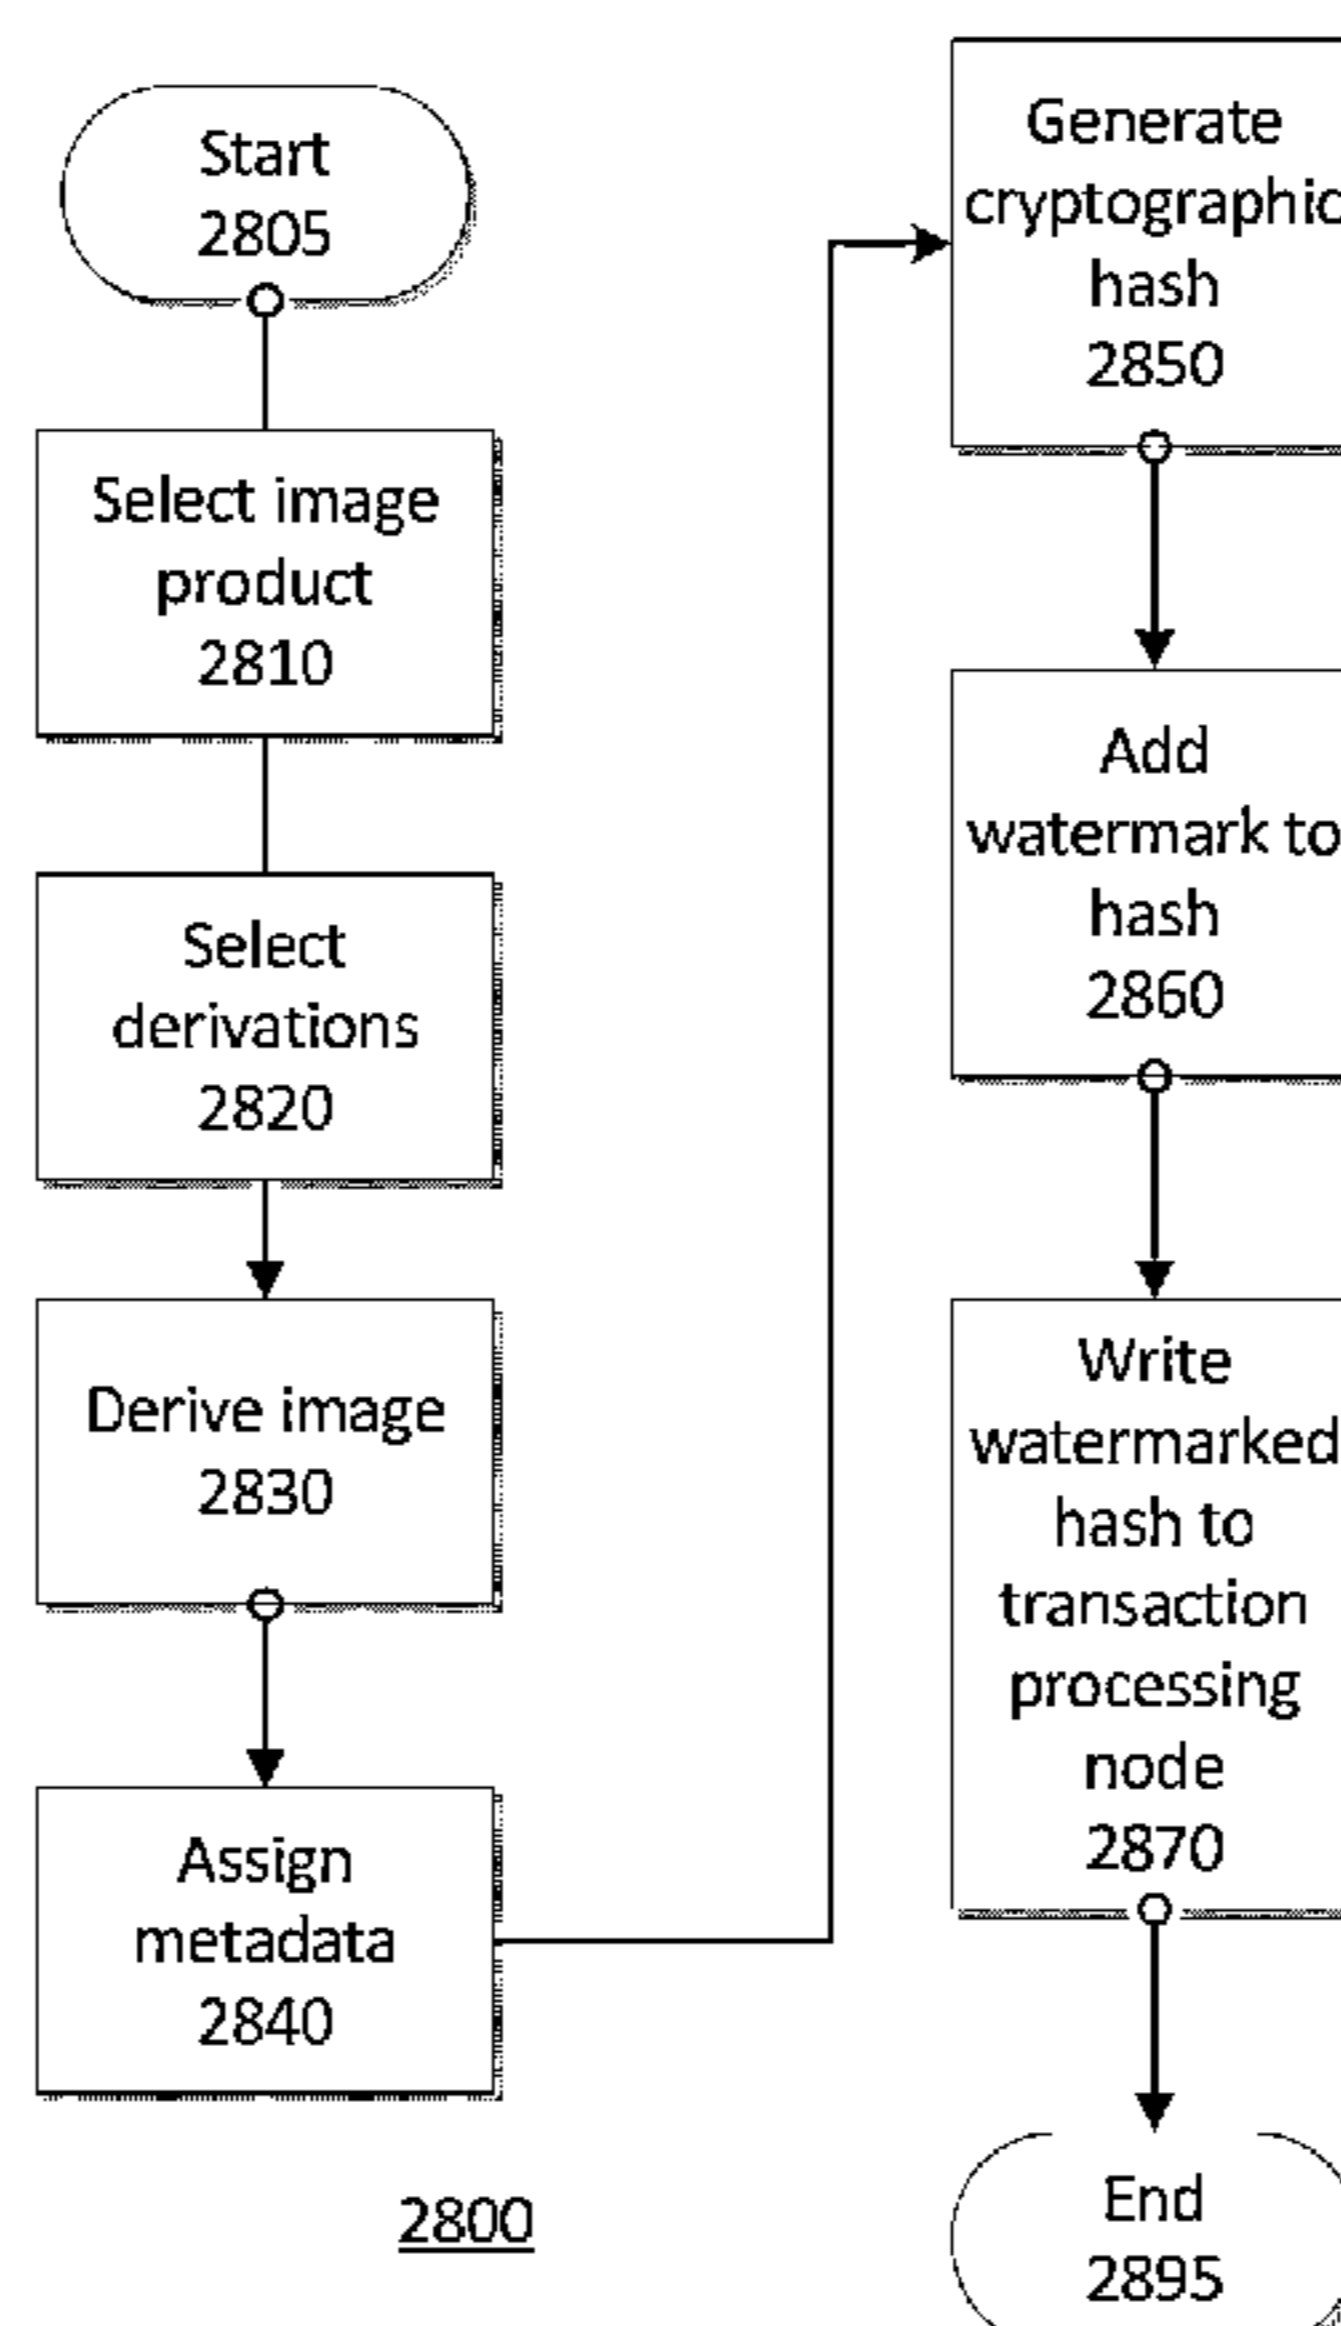 Start
2805
Select image
product
2810
Select
derivations
2820
Derive image
2830
Assign
metadata
2840
2800
Generate
cryptographic
hash
2850
Add
watermark to
hash
2860
Write
watermarked
hash to
transaction
processing
node
2870
End
2895